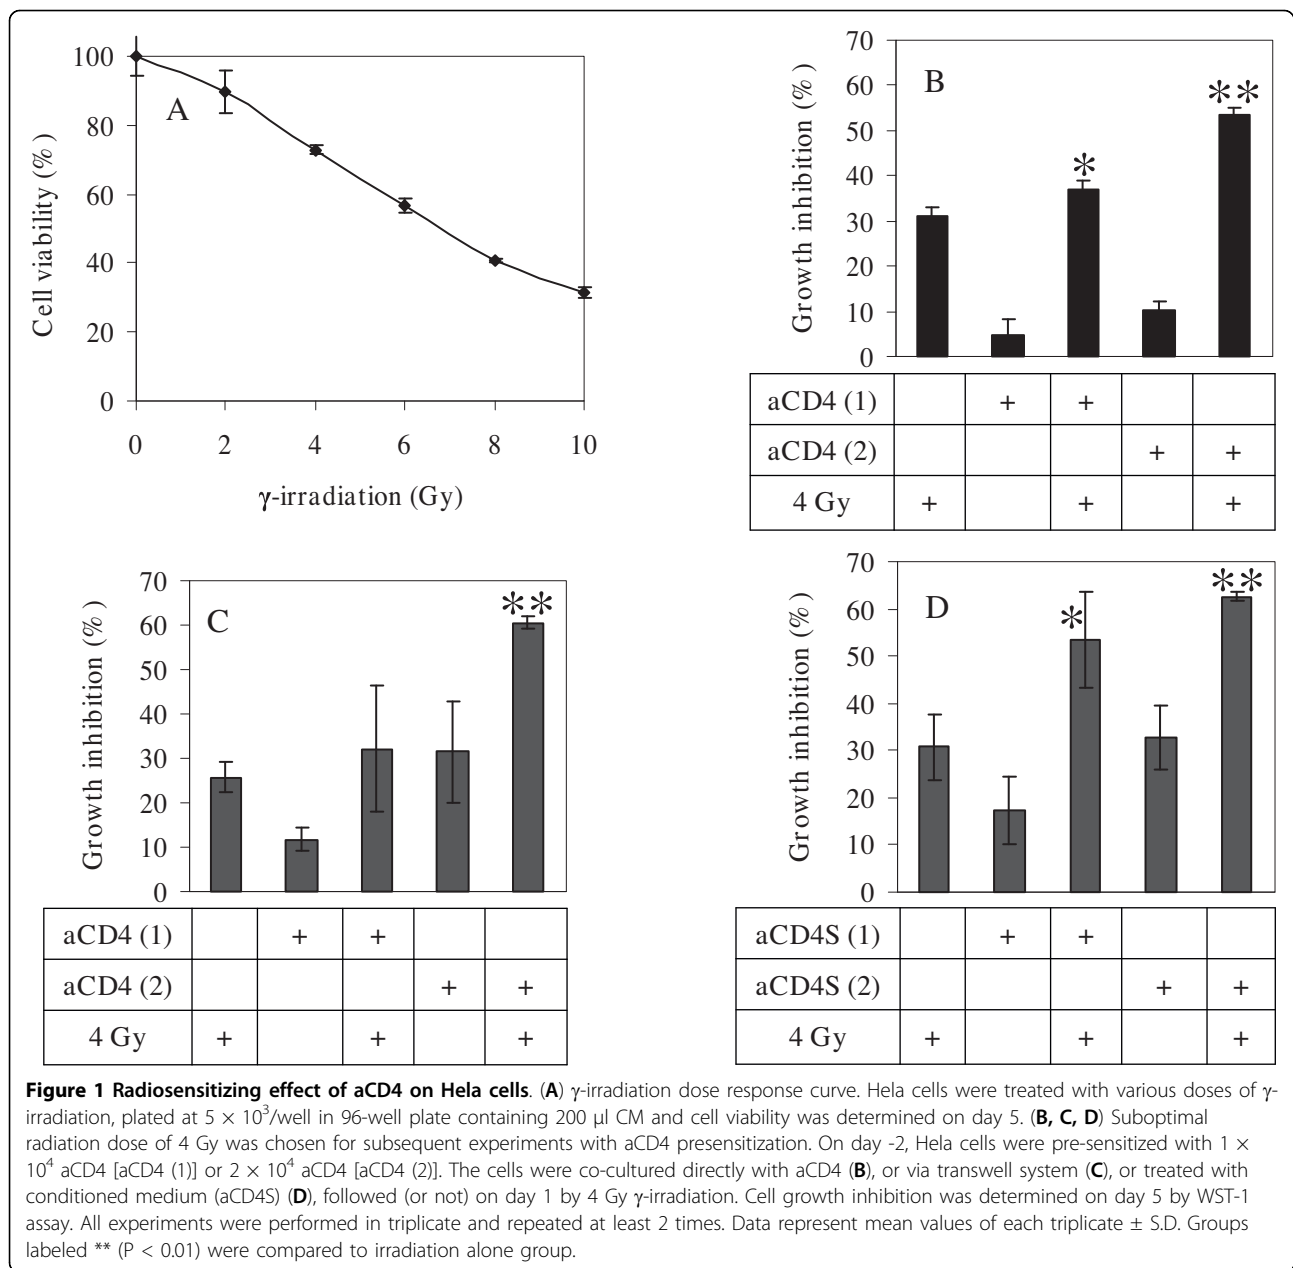 100
80
60
40
20
0
Cell viability (%)
A
0 2 4 6 8 10
γ-irradiation (Gy)
70
60
50
40
30
20
10
0
Growth inhibition (%)
B
*
**
aCD4 (1) + +
aCD4 (2) + +
4 Gy + + +
70
60
50
40
30
20
10
0
Growth inhibition (%)
C
**
aCD4 (1) + +
aCD4 (2) + +
4 Gy + + +
70
60
50
40
30
20
10
0
Growth inhibition (%)
D
*
**
aCD4S (1) + +
aCD4S (2) + +
4 Gy + + +
Figure 1 Radiosensitizing effect of aCD4 on Hela cells. (A) γ-irradiation dose response curve. Hela cells were treated with various doses of γ-
irradiation, plated at 5 × 10³/well in 96-well plate containing 200 μl CM and cell viability was determined on day 5. (B, C, D) Suboptimal
radiation dose of 4 Gy was chosen for subsequent experiments with aCD4 presensitization. On day -2, Hela cells were pre-sensitized with 1 ×
10⁴ aCD4 [aCD4 (1)] or 2 × 10⁴ aCD4 [aCD4 (2)]. The cells were co-cultured directly with aCD4 (B), or via transwell system (C), or treated with
conditioned medium (aCD4S) (D), followed (or not) on day 1 by 4 Gy γ-irradiation. Cell growth inhibition was determined on day 5 by WST-1
assay. All experiments were performed in triplicate and repeated at least 2 times. Data represent mean values of each triplicate ± S.D. Groups
labeled ** (P < 0.01) were compared to irradiation alone group.